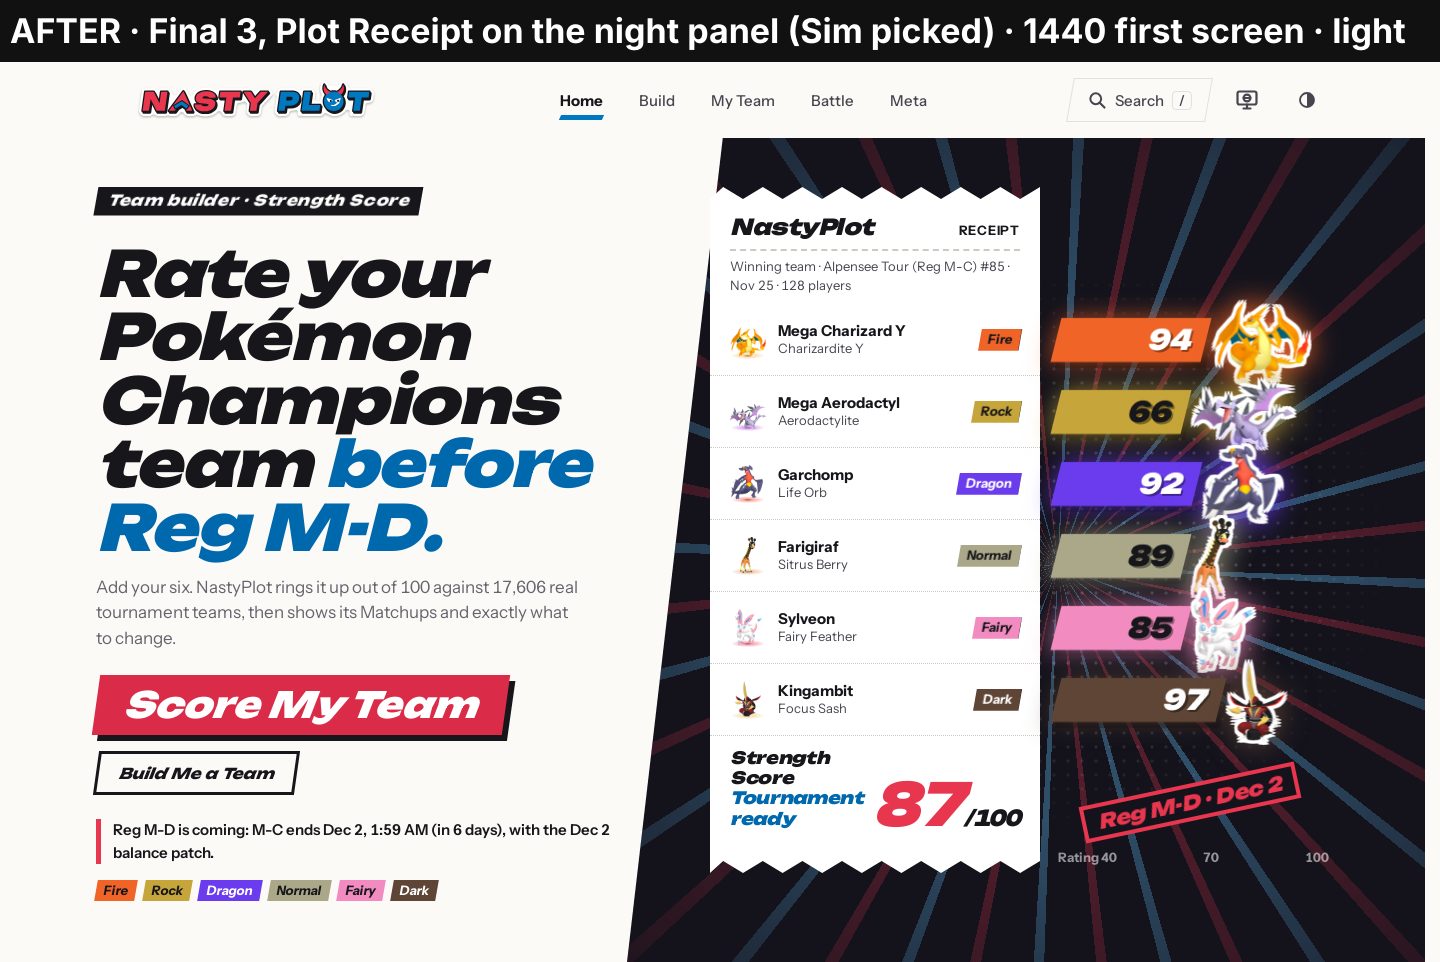 AFTER · Final 3, Plot Receipt on the night panel (Sim picked) · 1440 first screen · light
NASTY PLOT
Home
Build
My Team
Battle
Meta
Search /
Team builder · Strength Score
Rate your
Pokémon
Champions
team before
Reg M-D.
Add your six. NastyPlot rings it up out of 100 against 17,606 real
tournament teams, then shows its Matchups and exactly what
to change.
Score My Team
Build Me a Team
Reg M-D is coming: M-C ends Dec 2, 1:59 AM (in 6 days), with the Dec 2
balance patch.
Fire Rock Dragon Normal Fairy Dark
NastyPlot RECEIPT
Winning team · Alpensee Tour (Reg M-C) #85 ·
Nov 25 · 128 players
Mega Charizard Y
Charizardite Y
Fire
94
Mega Aerodactyl
Aerodactylite
Rock
66
Garchomp
Life Orb
Dragon
92
Farigiraf
Sitrus Berry
Normal
89
Sylveon
Fairy Feather
Fairy
85
Kingambit
Focus Sash
Dark
97
Strength
Score
Tournament
ready
87/100
Reg M-D · Dec 2
Rating 40 70 100